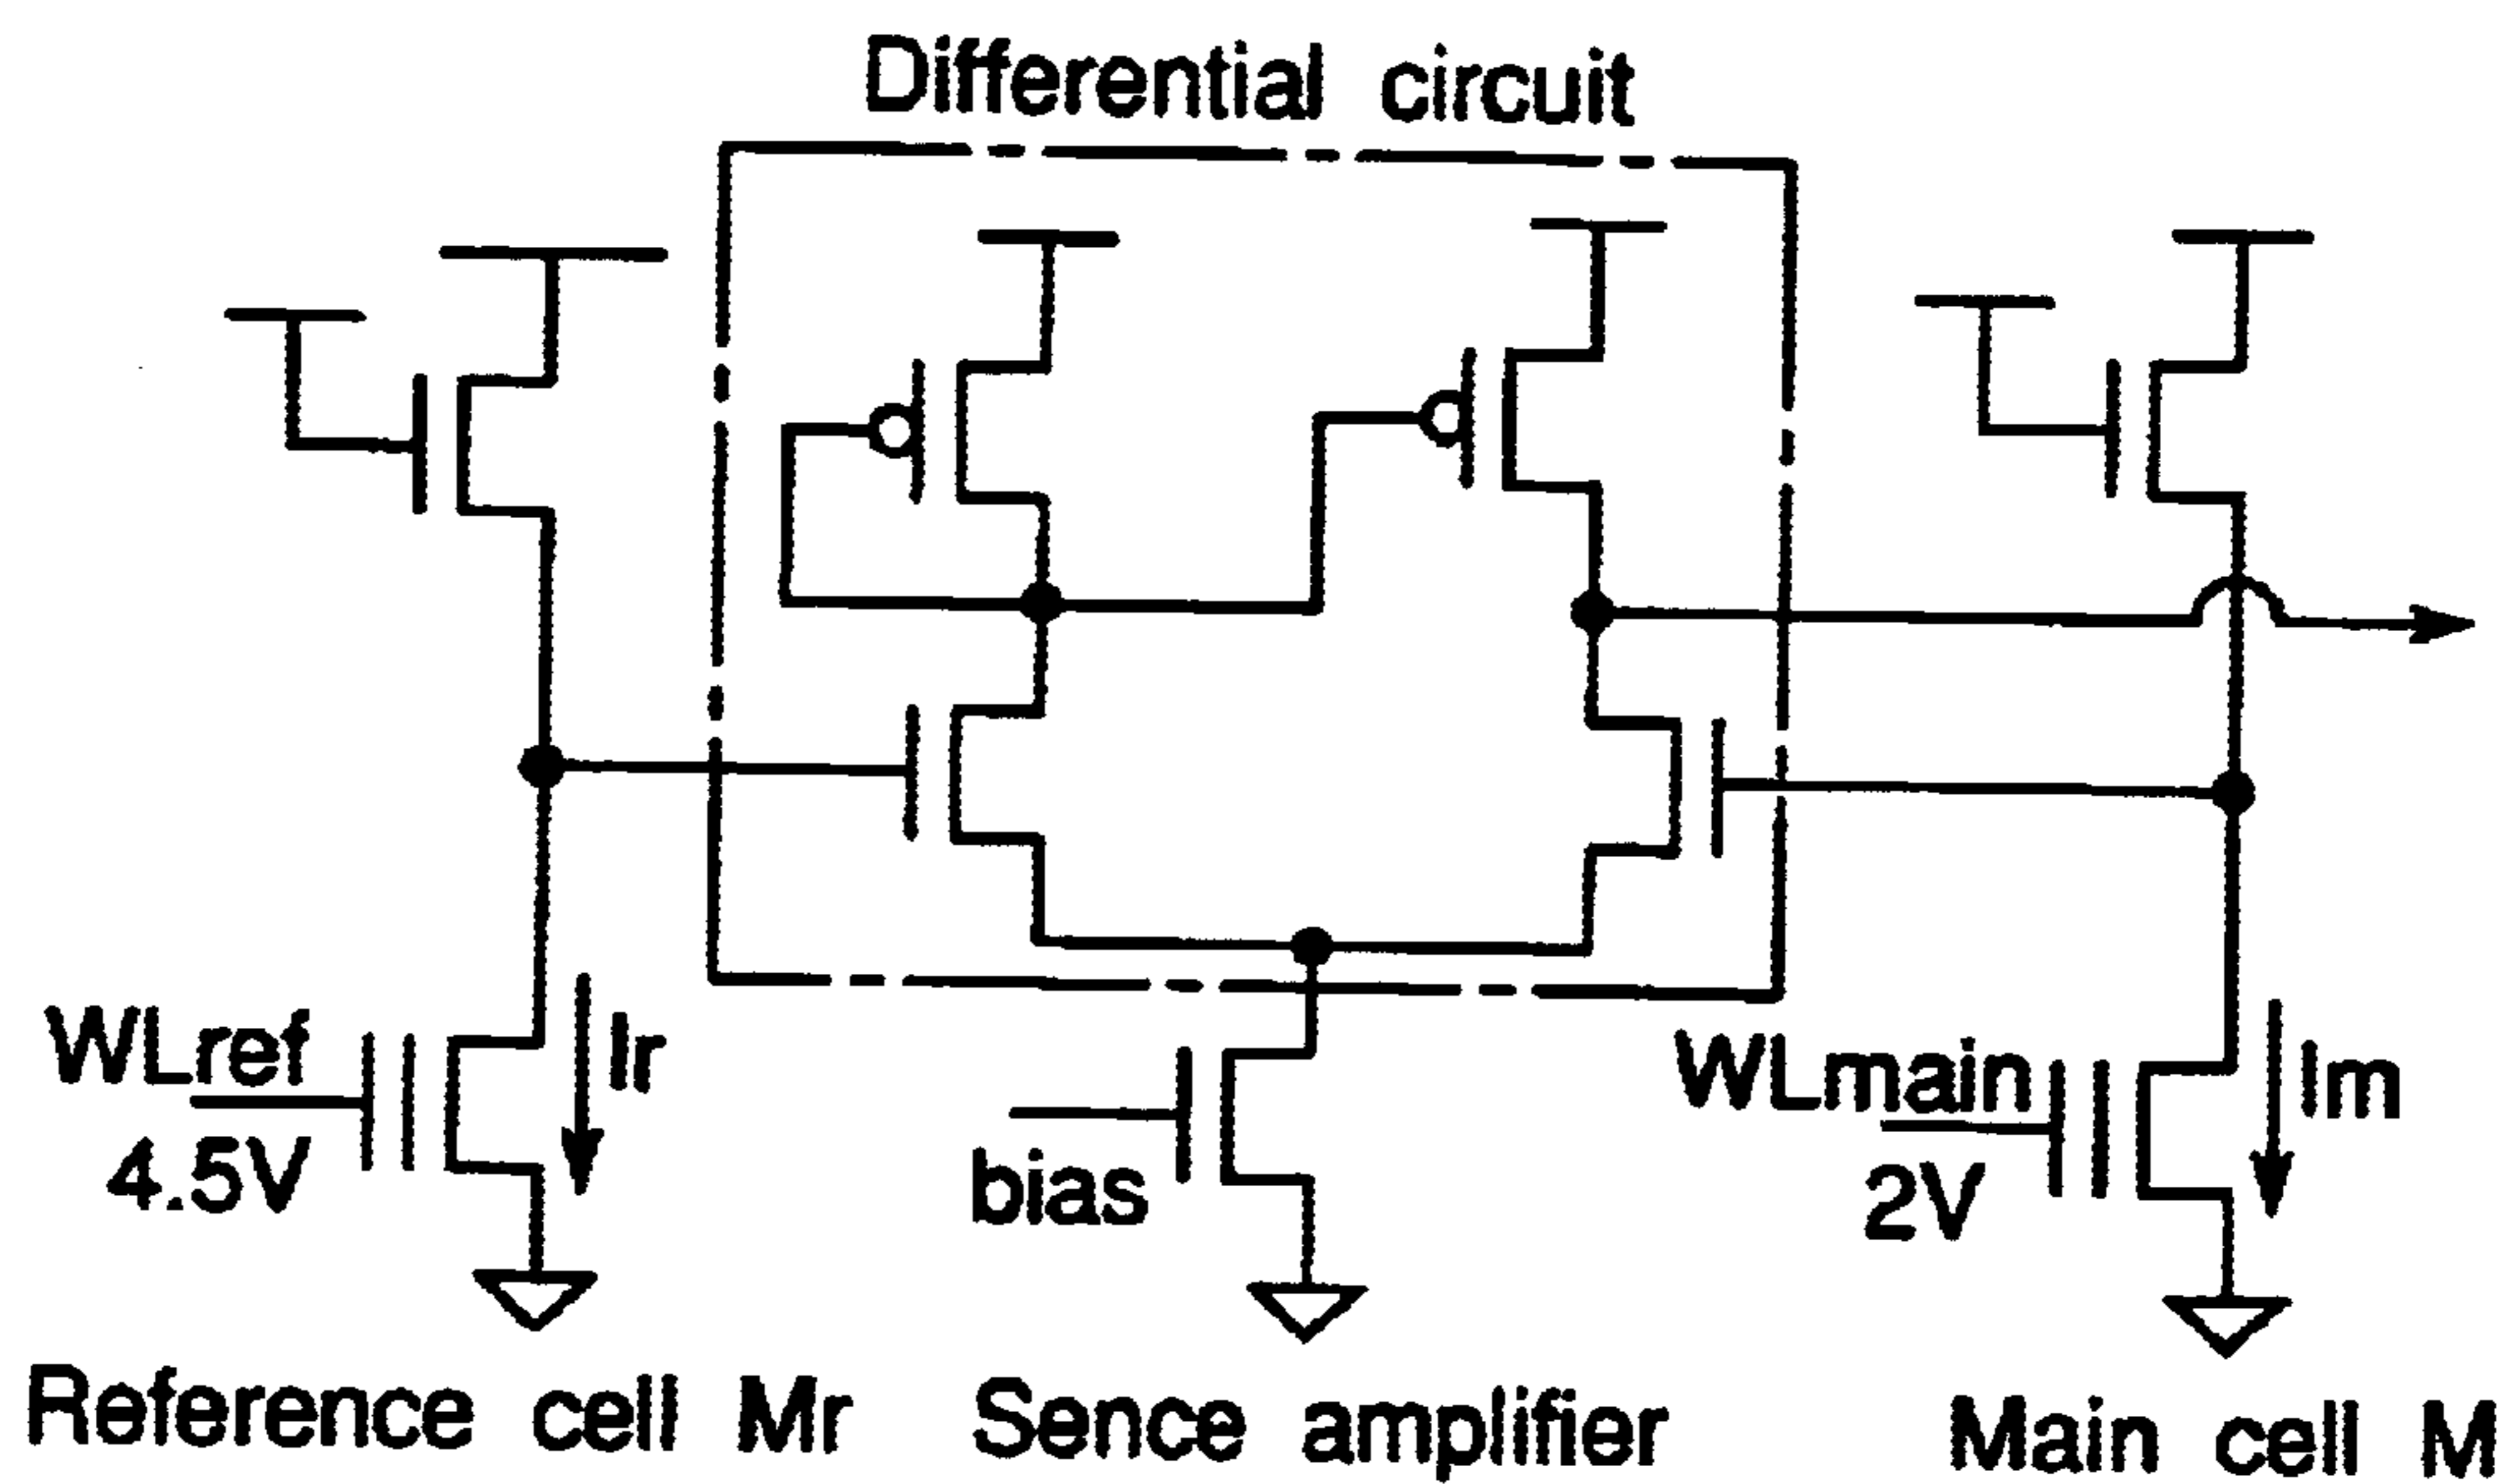 Differential circuit
WLref
4.5V
Ir
bias
WLmain
2V
Im
Reference cell Mr
Sence amplifier
Main cell M